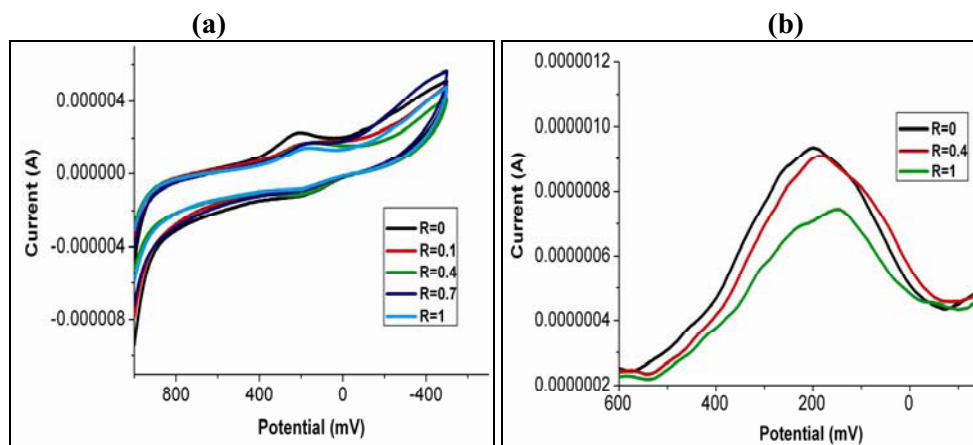 (a)
(b)
Current (A)
0.000004
0.000000
-0.000004
-0.000008
800
400
0
-400
Potential (mV)
R=0
R=0.1
R=0.4
R=0.7
R=1
Current (A)
0.0000012
0.0000010
0.0000008
0.0000006
0.0000004
0.0000002
600
400
200
0
Potential (mV)
R=0
R=0.4
R=1